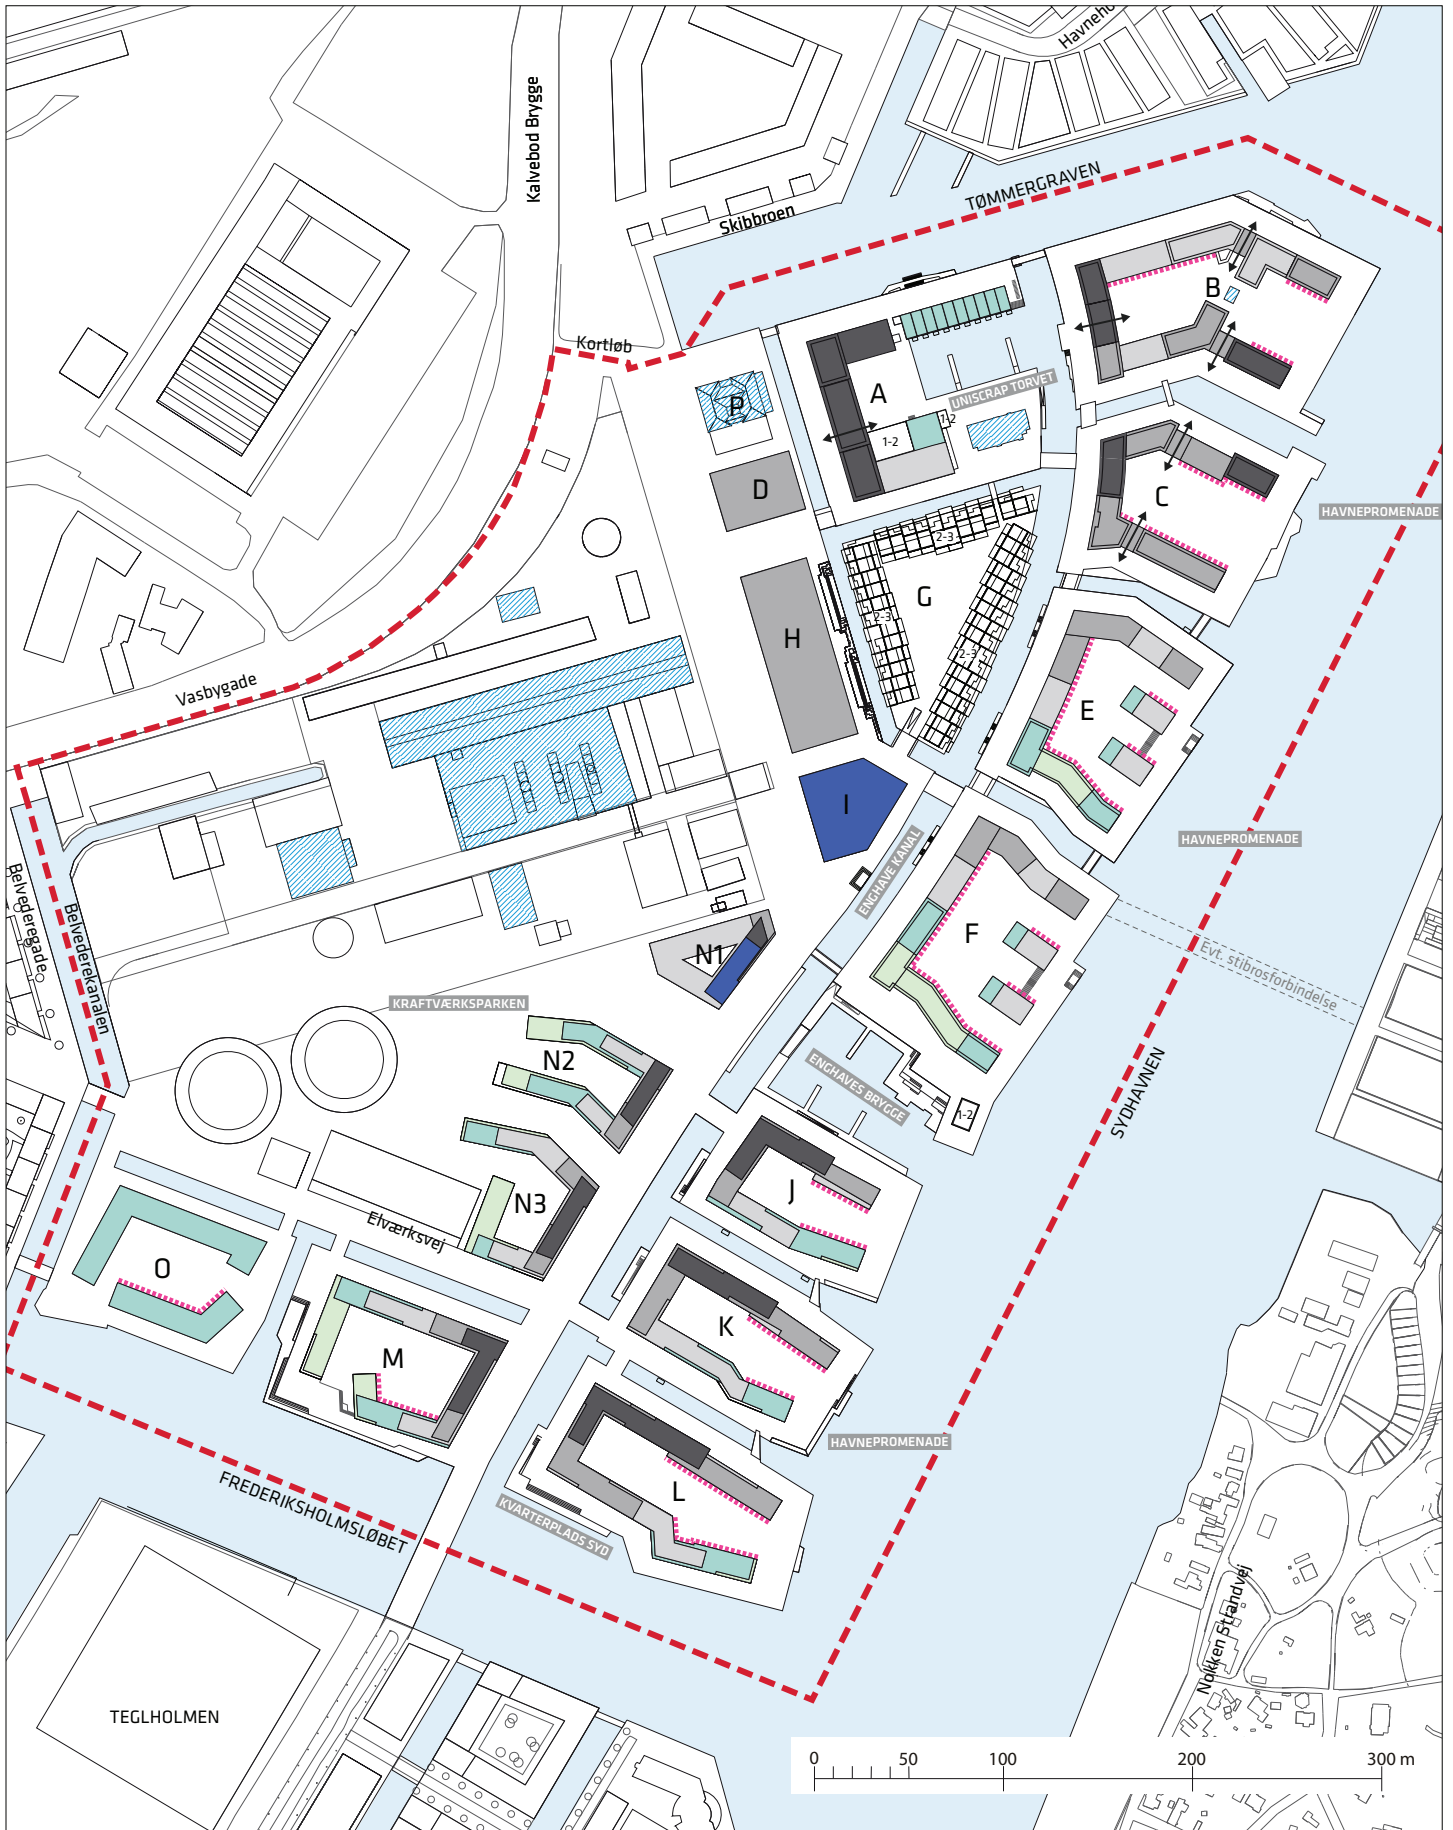 Havneho
Kalvebod Brygge
Skibbroen
TØMMERGRAVEN
Kortløb
B
P
A
UNISCRAP TORVET
1-2
1-2
D
C
HAVNEPROMENADE
2-3
G
2-3
H
2-3
Vasbygade
E
I
HAVNEPROMENADE
ENGHAVE KANAL
Belvederegade
Belvederekanalen
F
N1
Evt. stibrosforbindelse
KRAFTVÆRKSPARKEN
N2
ENGHAVES BRYGGE
1-2
SYDHAVNEN
J
N3
Elværksvej
O
K
M
HAVNEPROMENADE
L
KVARTERPLADS SYD
FREDERIKSHOLMSLØBET
Nokken Strandvej
TEGLHOLMEN
0 50 100 200 300 m